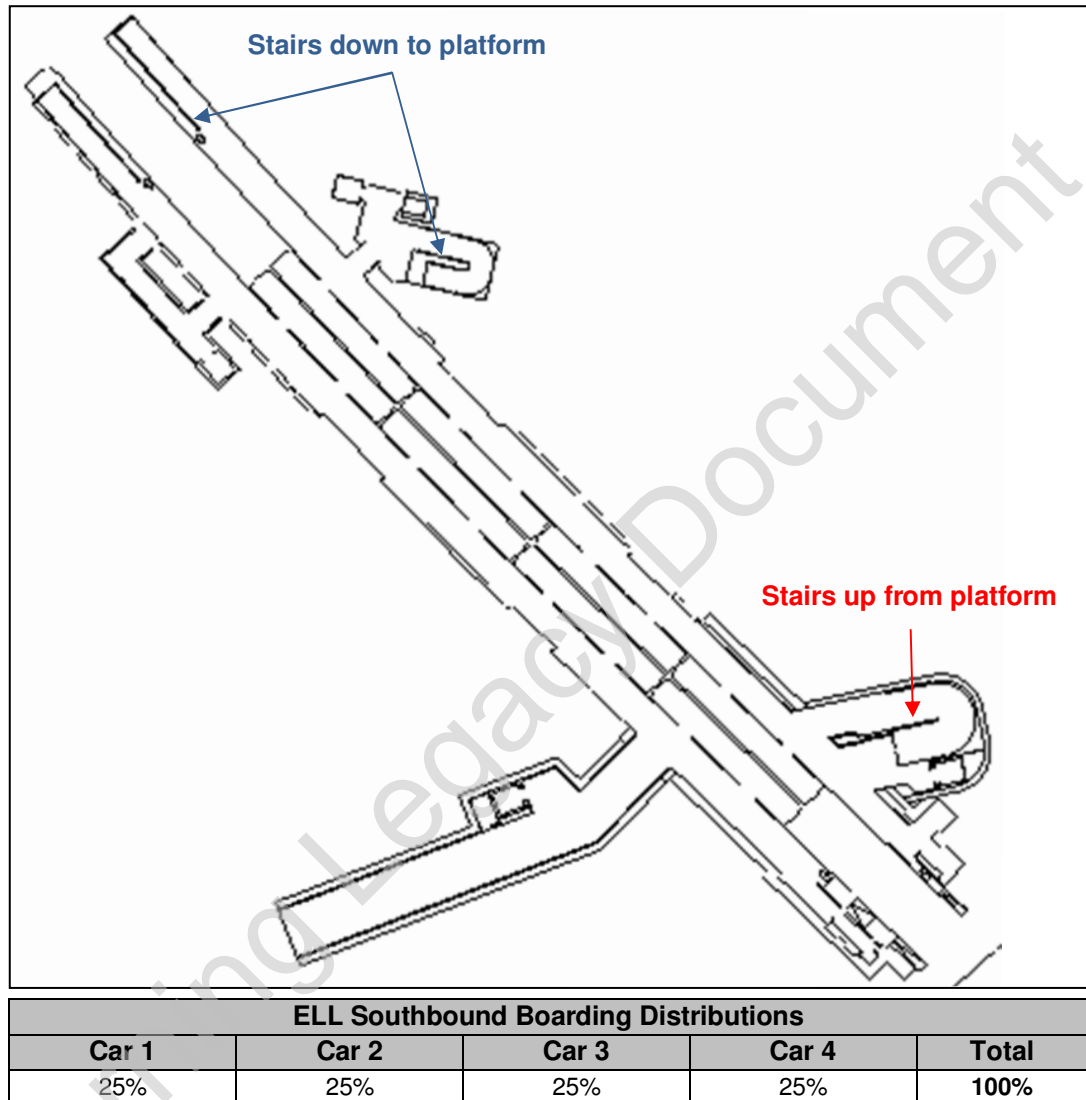 Stairs down to platform
Stairs up from platform
ning Legacy Document
ELL Southbound Boarding Distributions
Car 1 Car 2 Car 3 Car 4 Total
25% 25% 25% 25% 100%